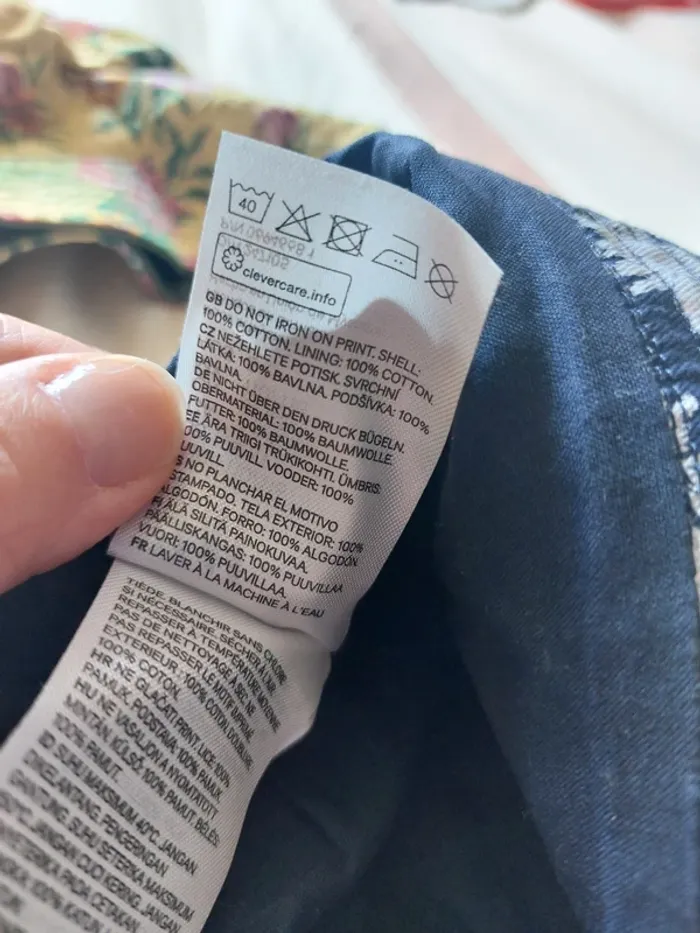 40
clevercare.info
GB DO NOT IRON ON PRINT. SHELL:
100% COTTON. LINING: 100% COTTON.
CZ NEŽEHLETE POTISK. SVRCHNÍ
LÁTKA: 100% BAVLNA. PODŠÍVKA: 100%
BAVLNA.
DE NICHT ÜBER DEN DRUCK BÜGELN.
OBERMATERIAL: 100% BAUMWOLLE.
FUTTER: 100% BAUMWOLLE.
EE ÄRA TRIIGI TRÜKIKOHTI. ÜMBRIS:
100% PUUVILL VOODER: 100%
PUUVILL.
ES NO PLANCHAR EL MOTIVO
ESTAMPADO. TELA EXTERIOR: 100%
ALGODÓN. FORRO: 100% ALGODÓN.
FI ÄLÄ SILITÄ PAINOKUVAA.
PÄÄLLISKANGAS: 100% PUUVILLAA
VUORI: 100% PUUVILLAA.
FR LAVER À LA MACHINE À L'EAU
TIÈDE, BLANCHIR SANS CHLORE
SI NÉCESSAIRE. SÉCHER À
REPASSER À TEMPÉRATURE MOYENNE
PAS DE NETTOYAGE À SEC. NE
PAS REPASSER LE MOTIF IMPRIMÉ.
EXTÉRIEUR: 100% COTON. DOUBLURE:
100% COTON.
HR NE GLAČATI PRINT. LICE: 100%
PAMUK. PODSTAVA: 100% PAMUK.
HU NE VASALJON A NYOMTATOTT
MINTÁN. KÜLSŐ: 100% PAMUT. BÉLÉS:
100% PAMUT.
ID SUHU MAKSIMUM 40°C. JANGAN
DIKELANTANG. PENGERINGAN
GANTUNG. SUHU SETERIKA MAKSIMUM
JANGAN CUCI KERING. JANGAN
SETERIKA PADA CETAKAN.
100% KATUN.